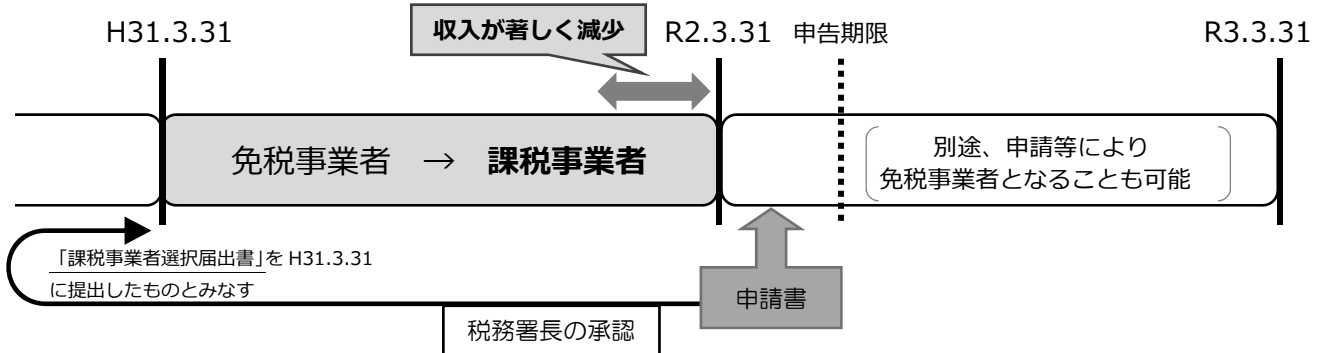 H31.3.31
収入が著しく減少
R2.3.31
申告期限
R3.3.31
免税事業者 → 課税事業者
別途、申請等により
免税事業者となることも可能
「課税事業者選択届出書」を H31.3.31
に提出したものとみなす
申請書
税務署長の承認